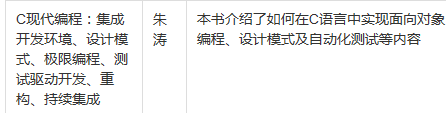 C现代编程：集成
开发环境、设计模
式、极限编程、测
试驱动开发、重
构、持续集成
朱
涛
本书介绍了如何在C语言中实现面向对象
编程、设计模式及自动化测试等内容